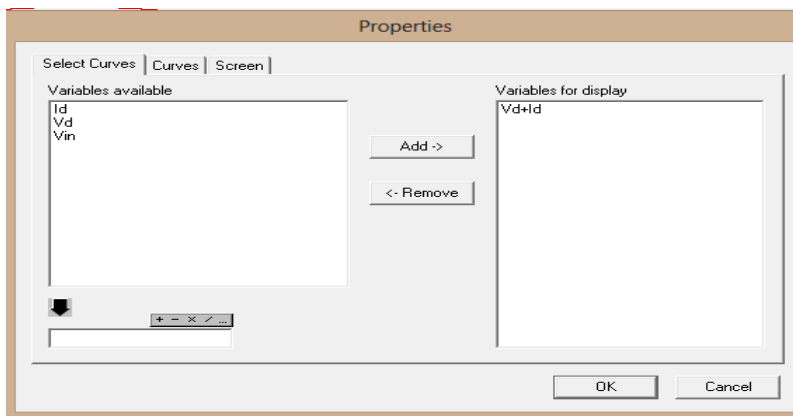 Properties
Select Curves Curves Screen
Variables available
Id
Vd
Vin
Add ->
<- Remove
Variables for display
Vd+Id
+ - × / ...
OK Cancel